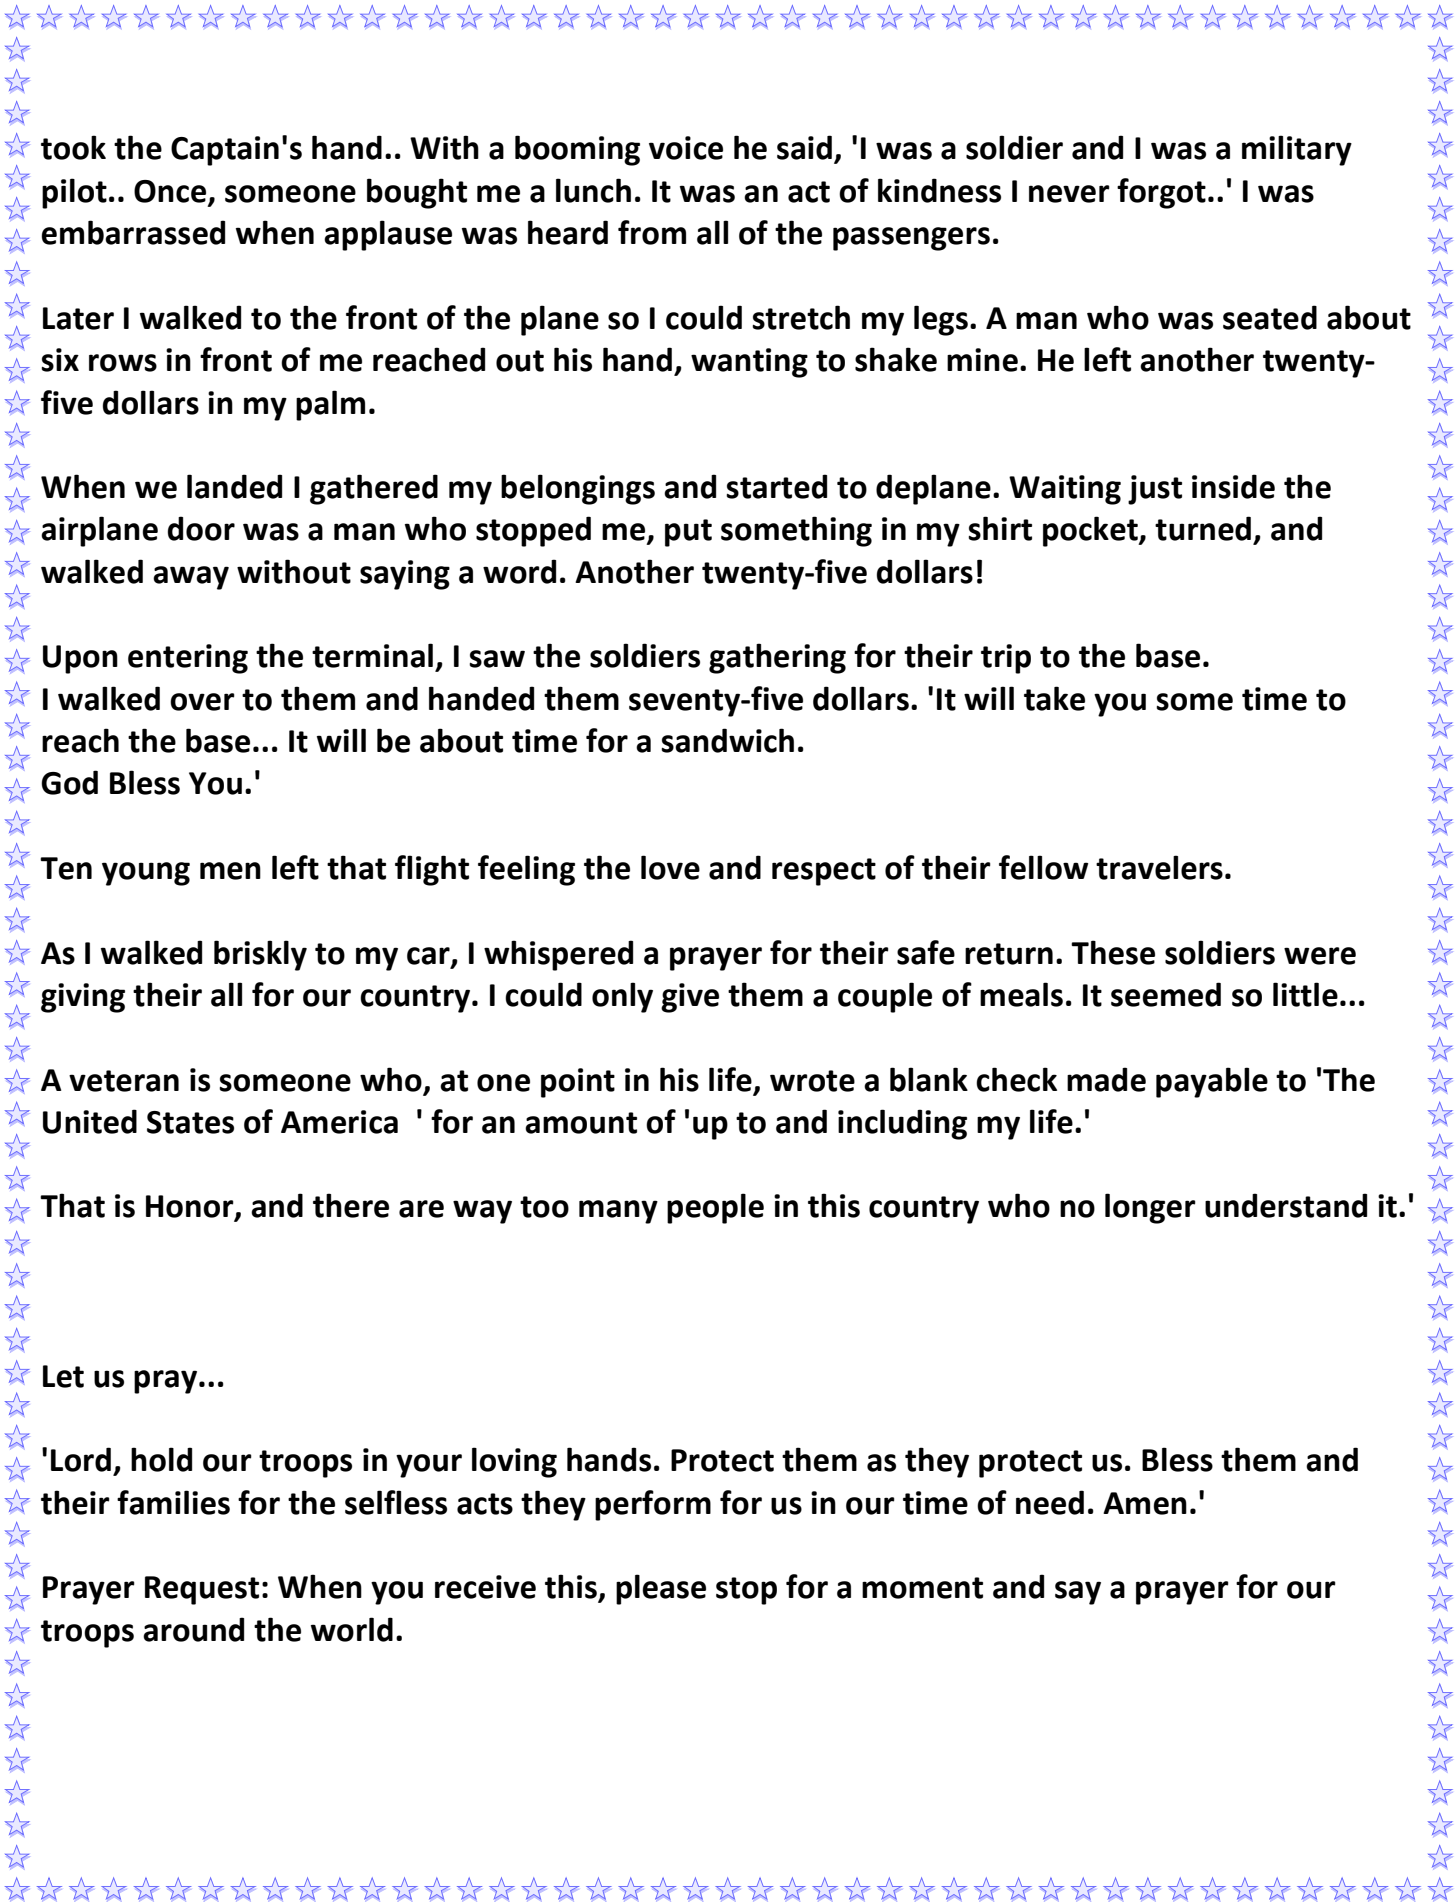 took the Captain's hand.. With a booming voice he said, 'I was a soldier and I was a military
pilot.. Once, someone bought me a lunch. It was an act of kindness I never forgot..' I was
embarrassed when applause was heard from all of the passengers.
Later I walked to the front of the plane so I could stretch my legs. A man who was seated about
six rows in front of me reached out his hand, wanting to shake mine. He left another twenty-
five dollars in my palm.
When we landed I gathered my belongings and started to deplane. Waiting just inside the
airplane door was a man who stopped me, put something in my shirt pocket, turned, and
walked away without saying a word. Another twenty-five dollars!
Upon entering the terminal, I saw the soldiers gathering for their trip to the base.
I walked over to them and handed them seventy-five dollars. 'It will take you some time to
reach the base... It will be about time for a sandwich.
God Bless You.'
Ten young men left that flight feeling the love and respect of their fellow travelers.
As I walked briskly to my car, I whispered a prayer for their safe return. These soldiers were
giving their all for our country. I could only give them a couple of meals. It seemed so little...
A veteran is someone who, at one point in his life, wrote a blank check made payable to 'The
United States of America  ' for an amount of 'up to and including my life.'
That is Honor, and there are way too many people in this country who no longer understand it.'
Let us pray...
'Lord, hold our troops in your loving hands. Protect them as they protect us. Bless them and
their families for the selfless acts they perform for us in our time of need. Amen.'
Prayer Request: When you receive this, please stop for a moment and say a prayer for our
troops around the world.